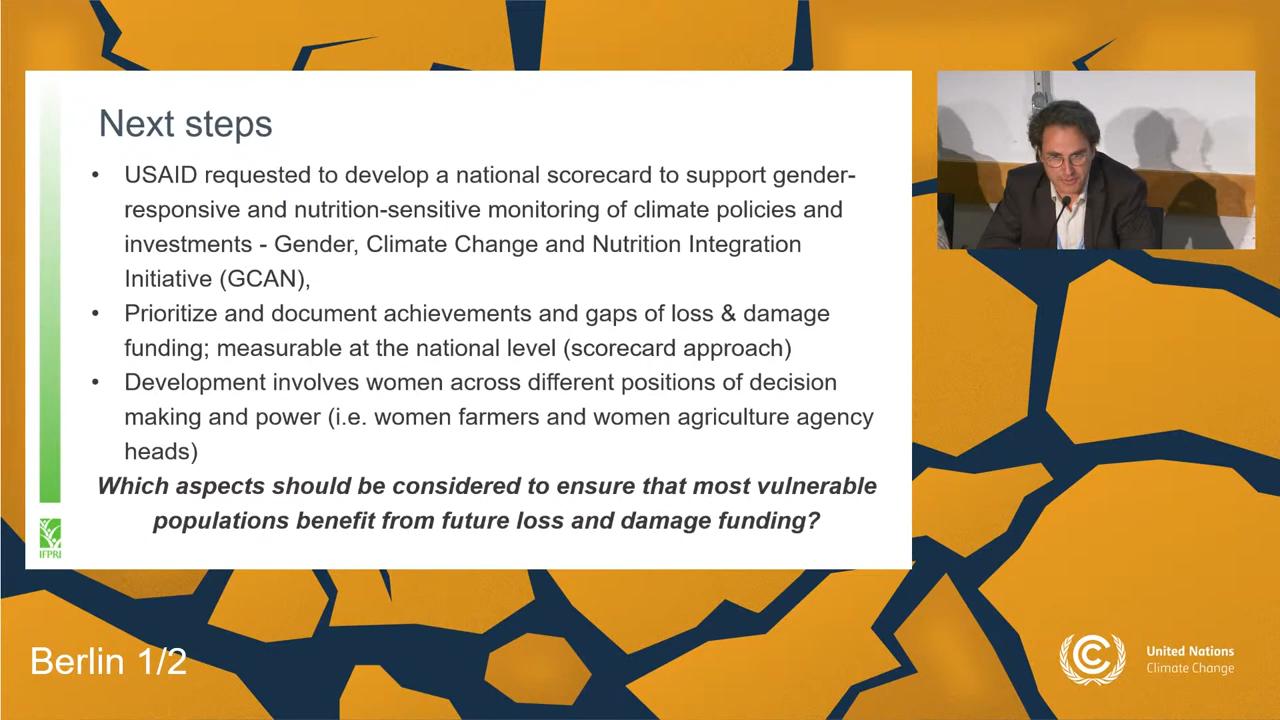 Next steps
• USAID requested to develop a national scorecard to support gender-
responsive and nutrition-sensitive monitoring of climate policies and
investments - Gender, Climate Change and Nutrition Integration
Initiative (GCAN),
• Prioritize and document achievements and gaps of loss & damage
funding; measurable at the national level (scorecard approach)
• Development involves women across different positions of decision
making and power (i.e. women farmers and women agriculture agency
heads)
Which aspects should be considered to ensure that most vulnerable
populations benefit from future loss and damage funding?
IFPRI
Berlin 1/2
United Nations
Climate Change